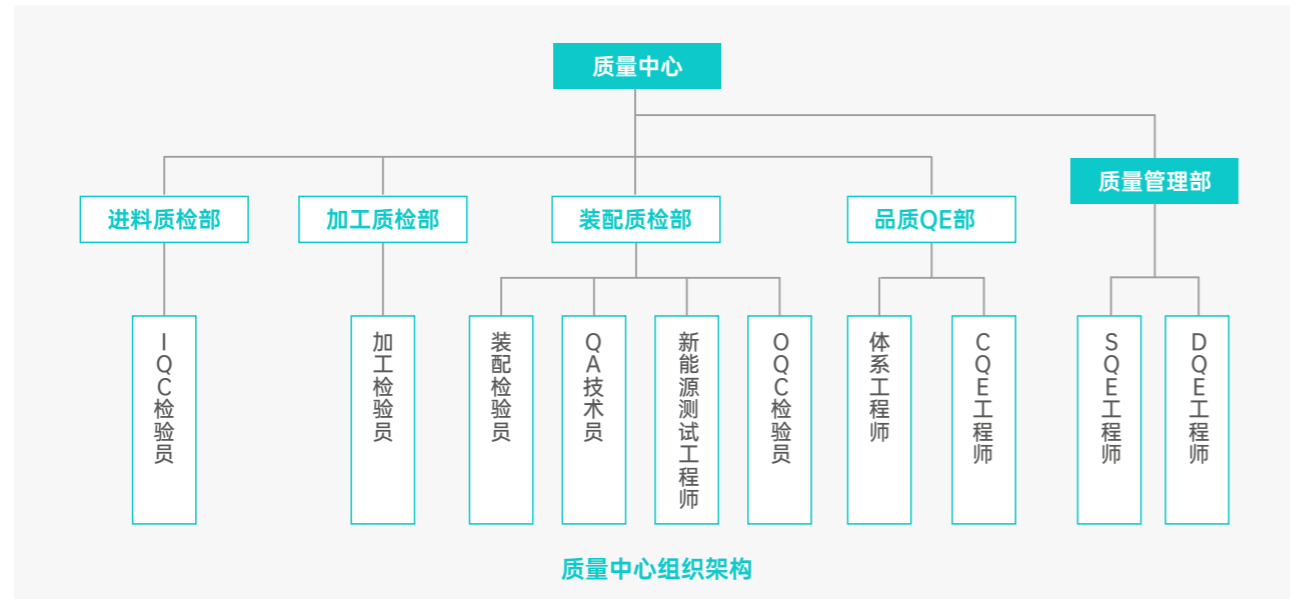 质量中心
质量管理部
进料质检部
加工质检部
装配质检部
品质QE部
IQC检验员
加工检验员
装配检验员
QA技术员
新能源测试工程师
OQC检验员
体系工程师
CQE工程师
SQE工程师
DQE工程师
质量中心组织架构